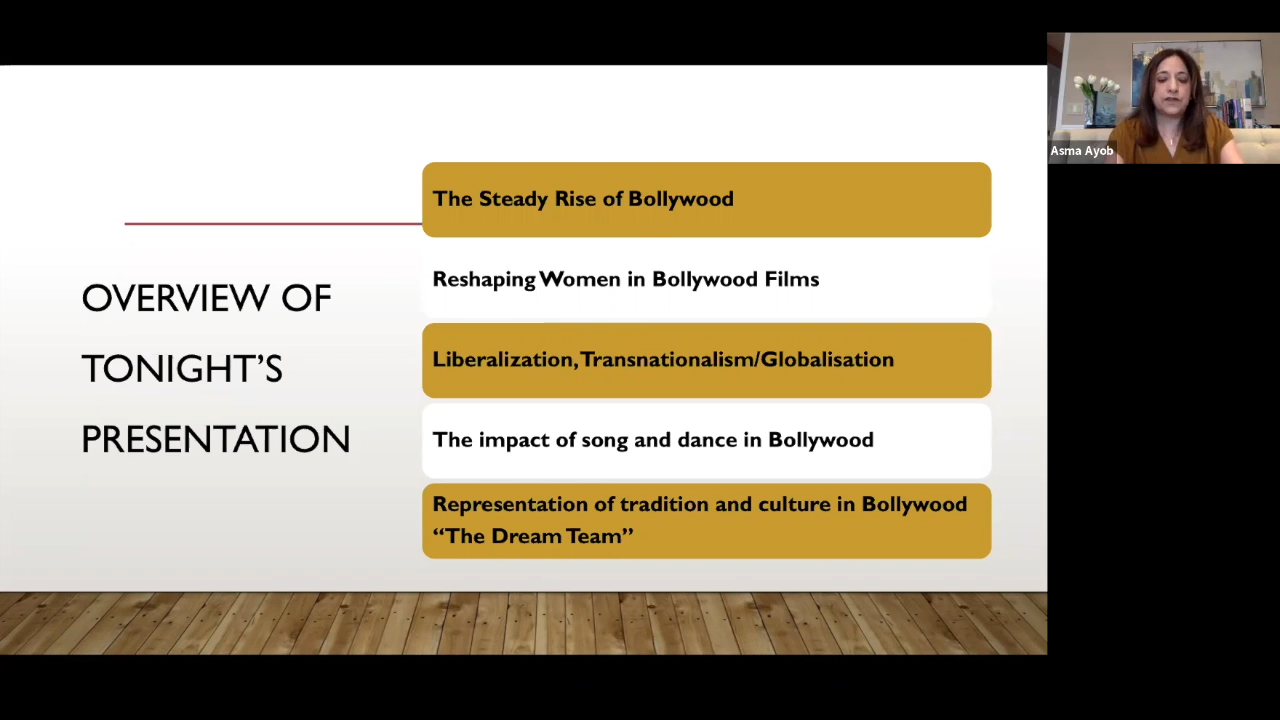 OVERVIEW OF
TONIGHT’S
PRESENTATION
The Steady Rise of Bollywood
Reshaping Women in Bollywood Films
Liberalization, Transnationalism/Globalisation
The impact of song and dance in Bollywood
Representation of tradition and culture in Bollywood
“The Dream Team”
Asma Ayob